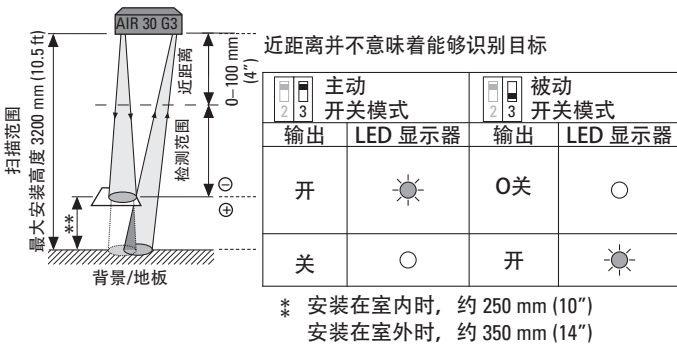 AIR 30 G3
扫描范围
最大安装高度 3200 mm (10.5 ft)
近距离
0–100 mm
(4")
检测范围
**
背景/地板
近距离并不意味着能够识别目标
2 3 主动
开关模式
2 3 被动
开关模式
输出 LED 显示器 输出 LED 显示器
开 O关
关 开
** 安装在室内时，约 250 mm (10")
安装在室外时，约 350 mm (14")